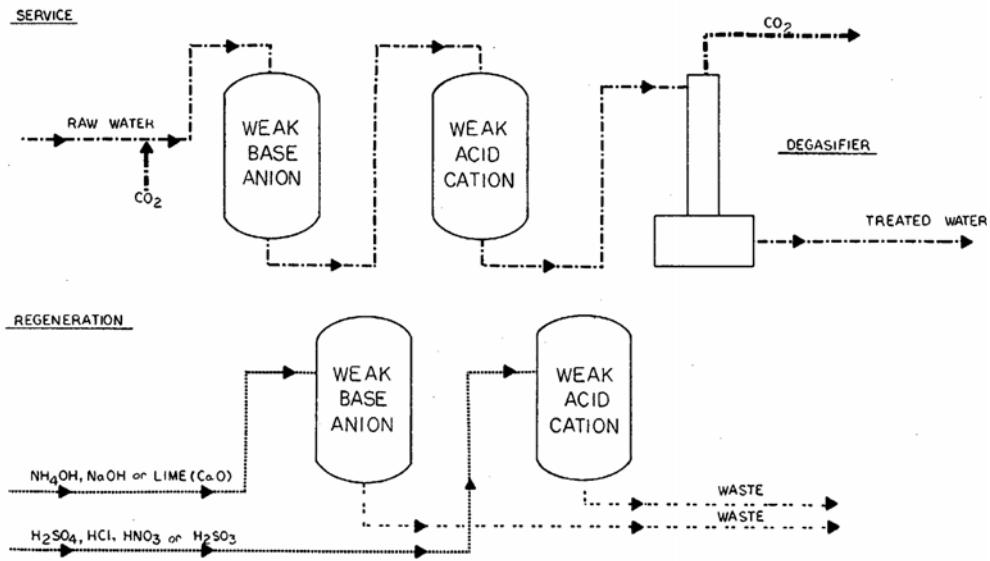 SERVICE
CO₂
RAW WATER
CO₂
WEAK
BASE
ANION
WEAK
ACID
CATION
DEGASIFIER
TREATED WATER
REGENERATION
WEAK
BASE
ANION
WEAK
ACID
CATION
NH₄OH, NaOH or LIME (CaO)
WASTE
WASTE
H₂SO₄, HCl, HNO₃ or H₂SO₃